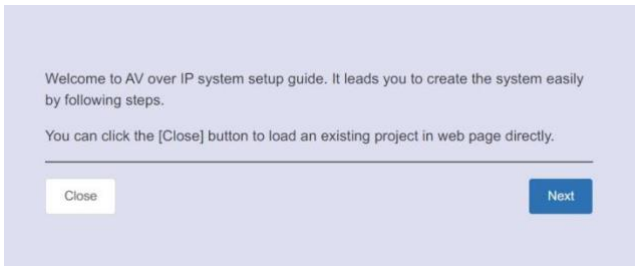 Welcome to AV over IP system setup guide. It leads you to create the system easily
by following steps.
You can click the [Close] button to load an existing project in web page directly.
Close
Next